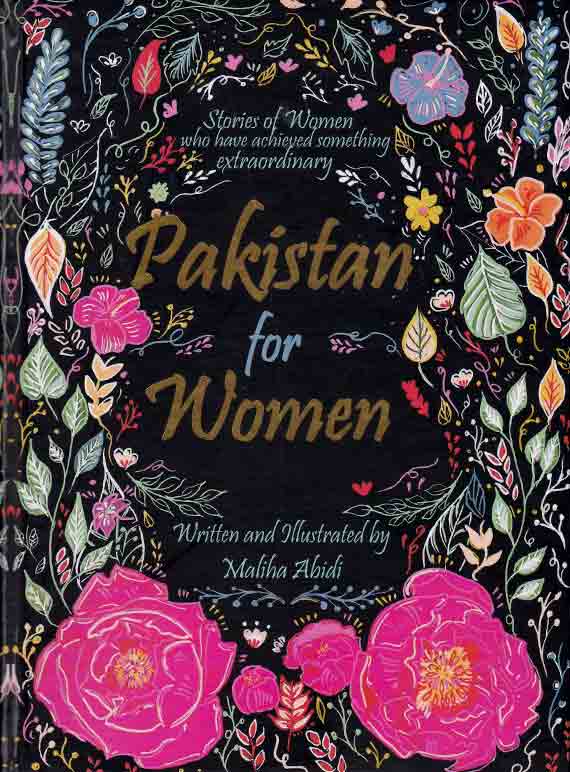 Stories of Women
who have achieved something
extraordinary
Pakistan
for
Women
Written and Illustrated by
Maliha Abidi